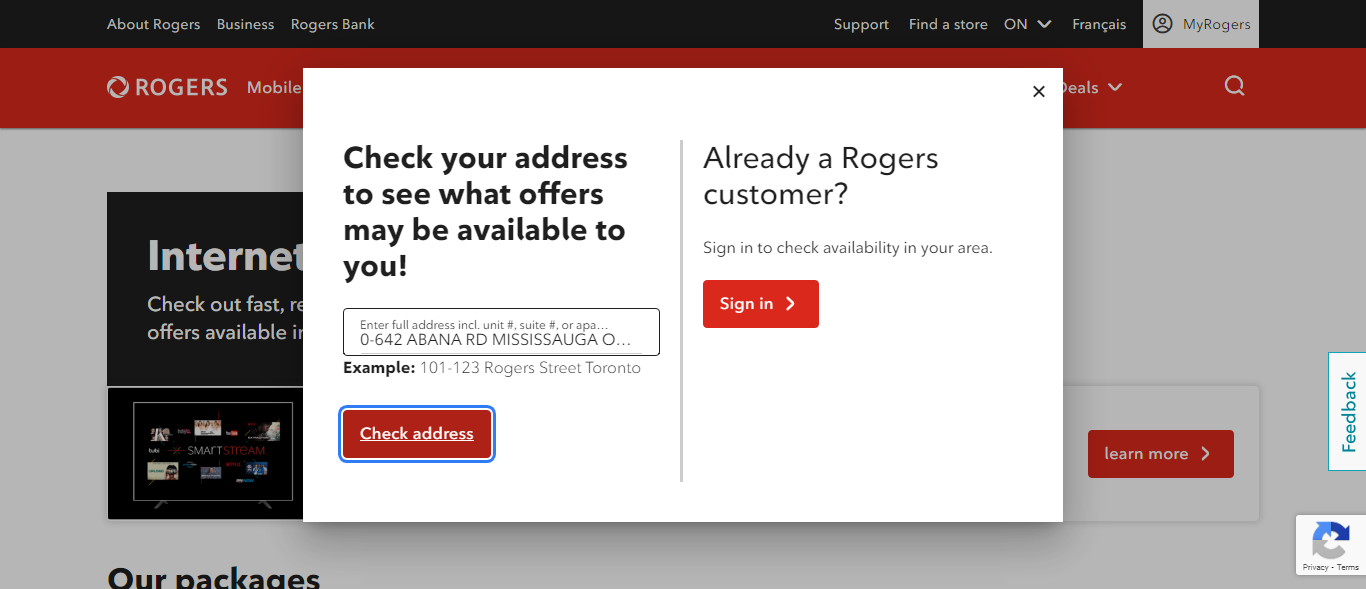 About Rogers Business Rogers Bank Support Find a store ON Français MyRogers
ROGERS Mobile Deals
Check your address
to see what offers
may be available to
you!
Enter full address incl. unit #, suite #, or apa...
0-642 ABANA RD MISSISSAUGA O...
Example: 101-123 Rogers Street Toronto
Check address
Already a Rogers
customer?
Sign in to check availability in your area.
Sign in
Internet
Check out fast, re
offers available in
SMARTSTREAM
learn more
Feedback
Our packages
Privacy - Terms